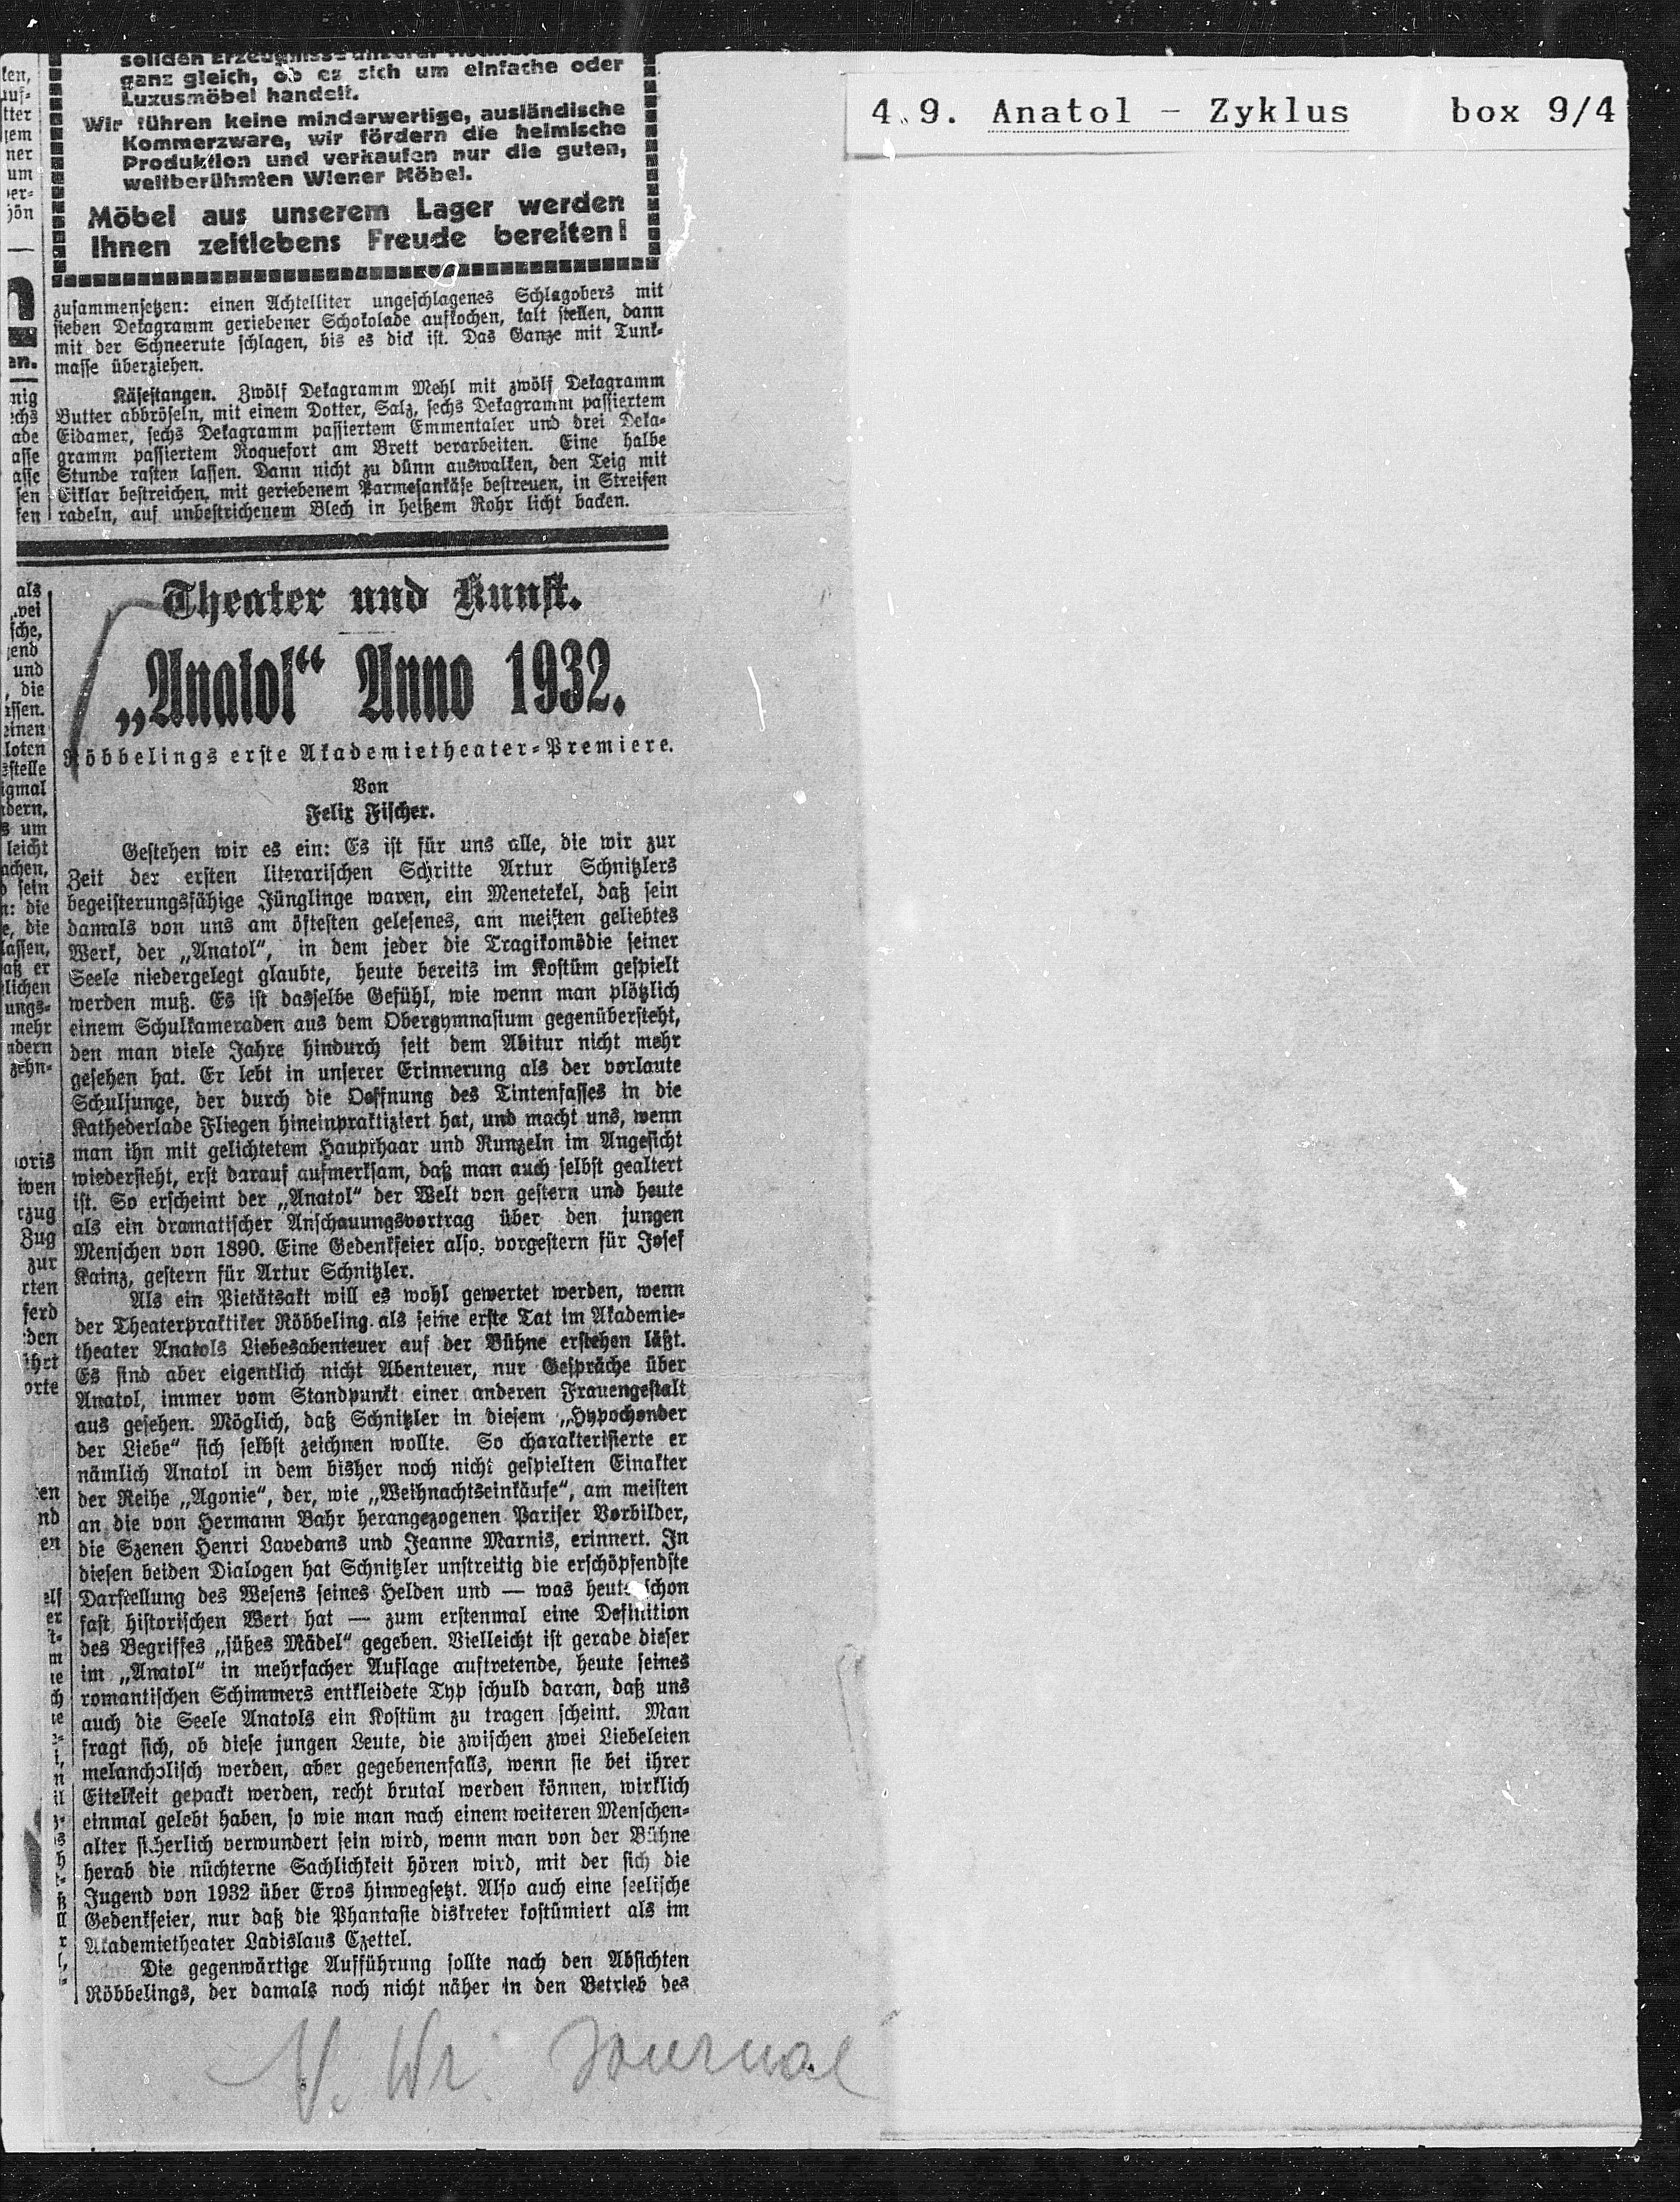 soliden Erzeugnisse unserer
ganz gleich, ob es sich um einfache oder
Luxusmöbel handelt.
Wir führen keine minderwertige, ausländische
Kommerzware, wir fördern die heimische
Produktion und verkaufen nur die guten,
weltberühmten Wiener Möbel.
Möbel aus unserem Lager werden
Ihnen zeitlebens Freude bereiten!
zusammensetzen: einen Achtelliter ungeschlagenes Schlagobers mit
sieben Dekagramm geriebener Schokolade aufkochen, kalt stellen, dann
mit der Schneerute schlagen, bis es dick ist. Das Ganze mit Tunk-
masse überziehen.
Käsestangen. Zwölf Dekagramm Mehl mit zwölf Dekagramm
Butter abbröseln, mit einem Dotter, Salz, sechs Dekagramm passiertem
Eidamer, sechs Dekagramm passiertem Emmentaler und drei Deka-
gramm passiertem Roquefort am Brett verarbeiten. Eine halbe
Stunde rasten lassen. Dann nicht zu dünn auswalken, den Teig mit
Eiklar bestreichen, mit geriebenem Parmesankäse bestreuen, in Streifen
radeln, auf unbestrichenem Blech in heißem Rohr licht backen.
Theater und Kunst.
„Anatol“ Anno 1932.
Röbbelings erste Akademietheater-Premiere.
Von
Felix Fischer.
Gestehen wir es ein: Es ist für uns alle, die wir zur
Zeit der ersten literarischen Schritte Artur Schnitzlers
begeisterungsfähige Jünglinge waren, ein Menetekel, daß sein
damals von uns am öftesten gelesenes, am meisten geliebtes
Werk, der „Anatol“, in dem jeder die Tragikomödie seiner
Seele niedergelegt glaubte, heute bereits im Kostüm gespielt
werden muß. Es ist dasselbe Gefühl, wie wenn man plötzlich
einem Schulkameraden aus dem Obergymnasium gegenübersteht,
den man viele Jahre hindurch seit dem Abitur nicht mehr
gesehen hat. Er lebt in unserer Erinnerung als der vorlaute
Schuljunge, der durch die Oeffnung des Tintenfasses in die
Kathederlade Fliegen hineinpraktiziert hat, und macht uns, wenn
man ihn mit gelichtetem Haupthaar und Runzeln im Angesicht
wiedersieht, erst darauf aufmerksam, daß man auch selbst gealtert
ist. So erscheint der „Anatol“ der Welt von gestern und heute
als ein dramatischer Anschauungsvortrag über den jungen
Menschen von 1890. Eine Gedenkfeier also, vorgestern für Josef
Kainz, gestern für Artur Schnitzler.
Als ein Pietätsakt will es wohl gewertet werden, wenn
der Theaterpraktiker Röbbeling als seine erste Tat im Akademie-
theater Anatols Liebesabenteuer auf der Bühne erstehen läßt.
Es sind aber eigentlich nicht Abenteuer, nur Gespräche über
Anatol, immer vom Standpunkt einer anderen Frauengestalt
aus gesehen. Möglich, daß Schnitzler in diesem „Hypochonder
der Liebe“ sich selbst zeichnen wollte. So charakterisierte er
nämlich Anatol in dem bisher noch nicht gespielten Einakter
der Reihe „Agonie“, der, wie „Weihnachtseinkäufe“, am meisten
an die von Hermann Bahr herangezogenen Pariser Vorbilder,
die Szenen Henri Lavedans und Jeanne Marnis, erinnert. In
diesen beiden Dialogen hat Schnitzler unstreitig die erschöpfendste
Darstellung des Wesens seines Helden und — was heute schon
fast historischen Wert hat — zum erstenmal eine Definition
des Begriffes „süßes Mädel“ gegeben. Vielleicht ist gerade dieser
im „Anatol“ in mehrfacher Auflage auftretende, heute seines
romantischen Schimmers entkleidete Typ schuld daran, daß uns
auch die Seele Anatols ein Kostüm zu tragen scheint. Man
fragt sich, ob diese jungen Leute, die zwischen zwei Liebeleien
melancholisch werden, aber gegebenenfalls, wenn sie bei ihrer
Eitelkeit gepackt werden, recht brutal werden können, wirklich
einmal gelebt haben, so wie man nach einem weiteren Menschen-
alter sicherlich verwundert sein wird, wenn man von der Bühne
herab die nüchterne Sachlichkeit hören wird, mit der sich die
Jugend von 1932 über Eros hinwegsetzt. Also auch eine seelische
Gedenkfeier, nur daß die Phantasie diskreter kostümiert als im
Akademietheater Ladislaus Czettel.
Die gegenwärtige Aufführung sollte nach den Absichten
Röbbelings, der damals noch nicht näher in den Betrieb des
N. Wr. Journal
4.9. Anatol - Zyklus box 9/4